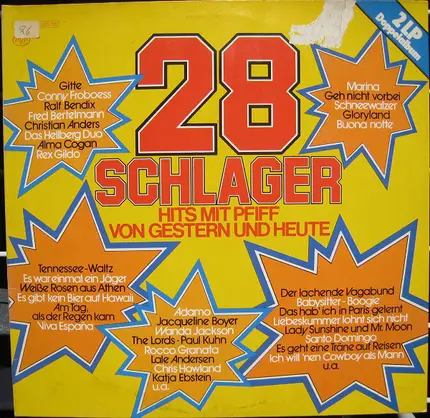 2 LP
Doppelalbum
28
SCHLAGER
HITS MIT PFIFF
VON GESTERN UND HEUTE
Gitte
Conny Froboess
Ralf Bendix
Fred Bertelmann
Christian Anders
Das Hellberg Duo
Alma Cogan
Rex Gildo
Marina
Geh nicht vorbei
Schneewalzer
Gloryland
Buona notte
Tennessee-Waltz
Es war einmal ein Jäger
Weiße Rosen aus Athen
Es gibt kein Bier auf Hawaii
Am Tag,
als der Regen kam
Viva España
Adamo
Jacqueline Boyer
Wanda Jackson
The Lords · Paul Kuhn
Rocco Granata
Lale Andersen
Chris Howland
Katja Ebstein
u.a.
Der lachende Vagabund
Babysitter - Boogie
Das hab' ich in Paris gelernt
Liebeskummer lohnt sich nicht
Lady Sunshine und Mr. Moon
Santo Domingo
Es geht eine Träne auf Reisen
Ich will 'nen Cowboy als Mann
u.a.